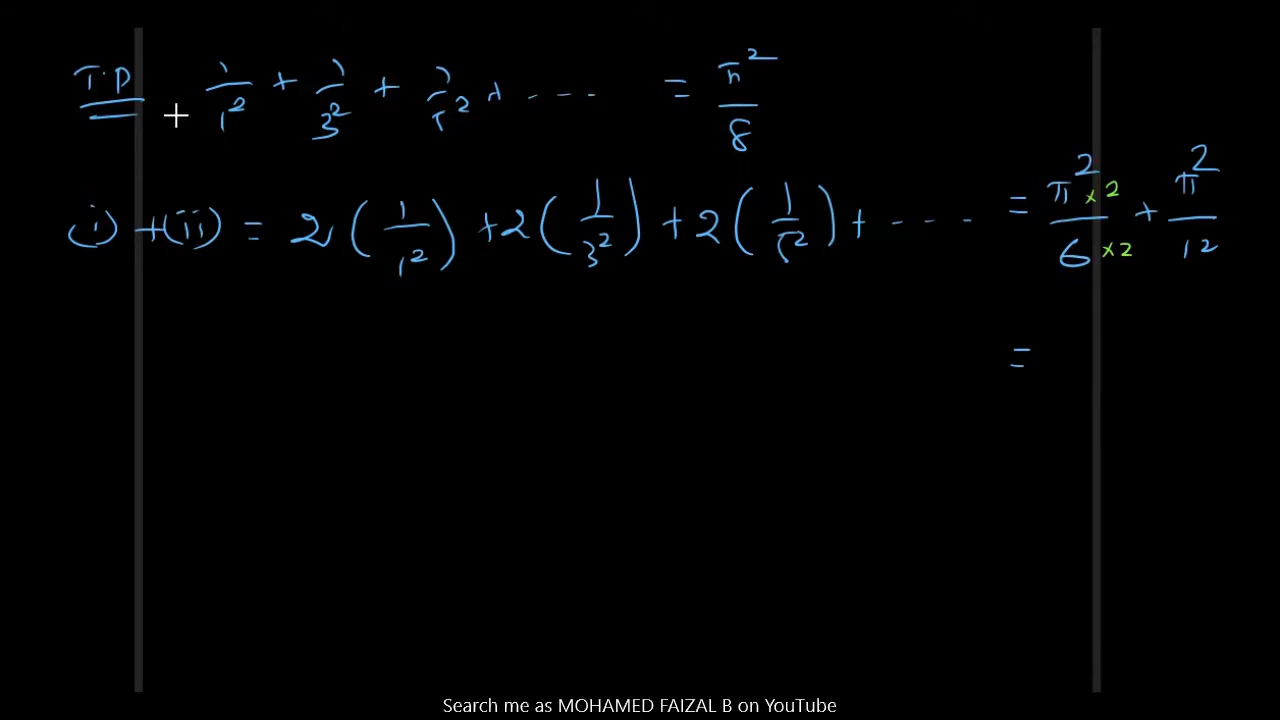 T.P 1/1² + 1/3² + 1/5² + ---- = π²/8
(i) + (ii) = 2(1/1²) + 2(1/3²) + 2(1/5²) + ---- = π² × 2/6 × 2 + π²/12
=
Search me as MOHAMED FAIZAL B on YouTube